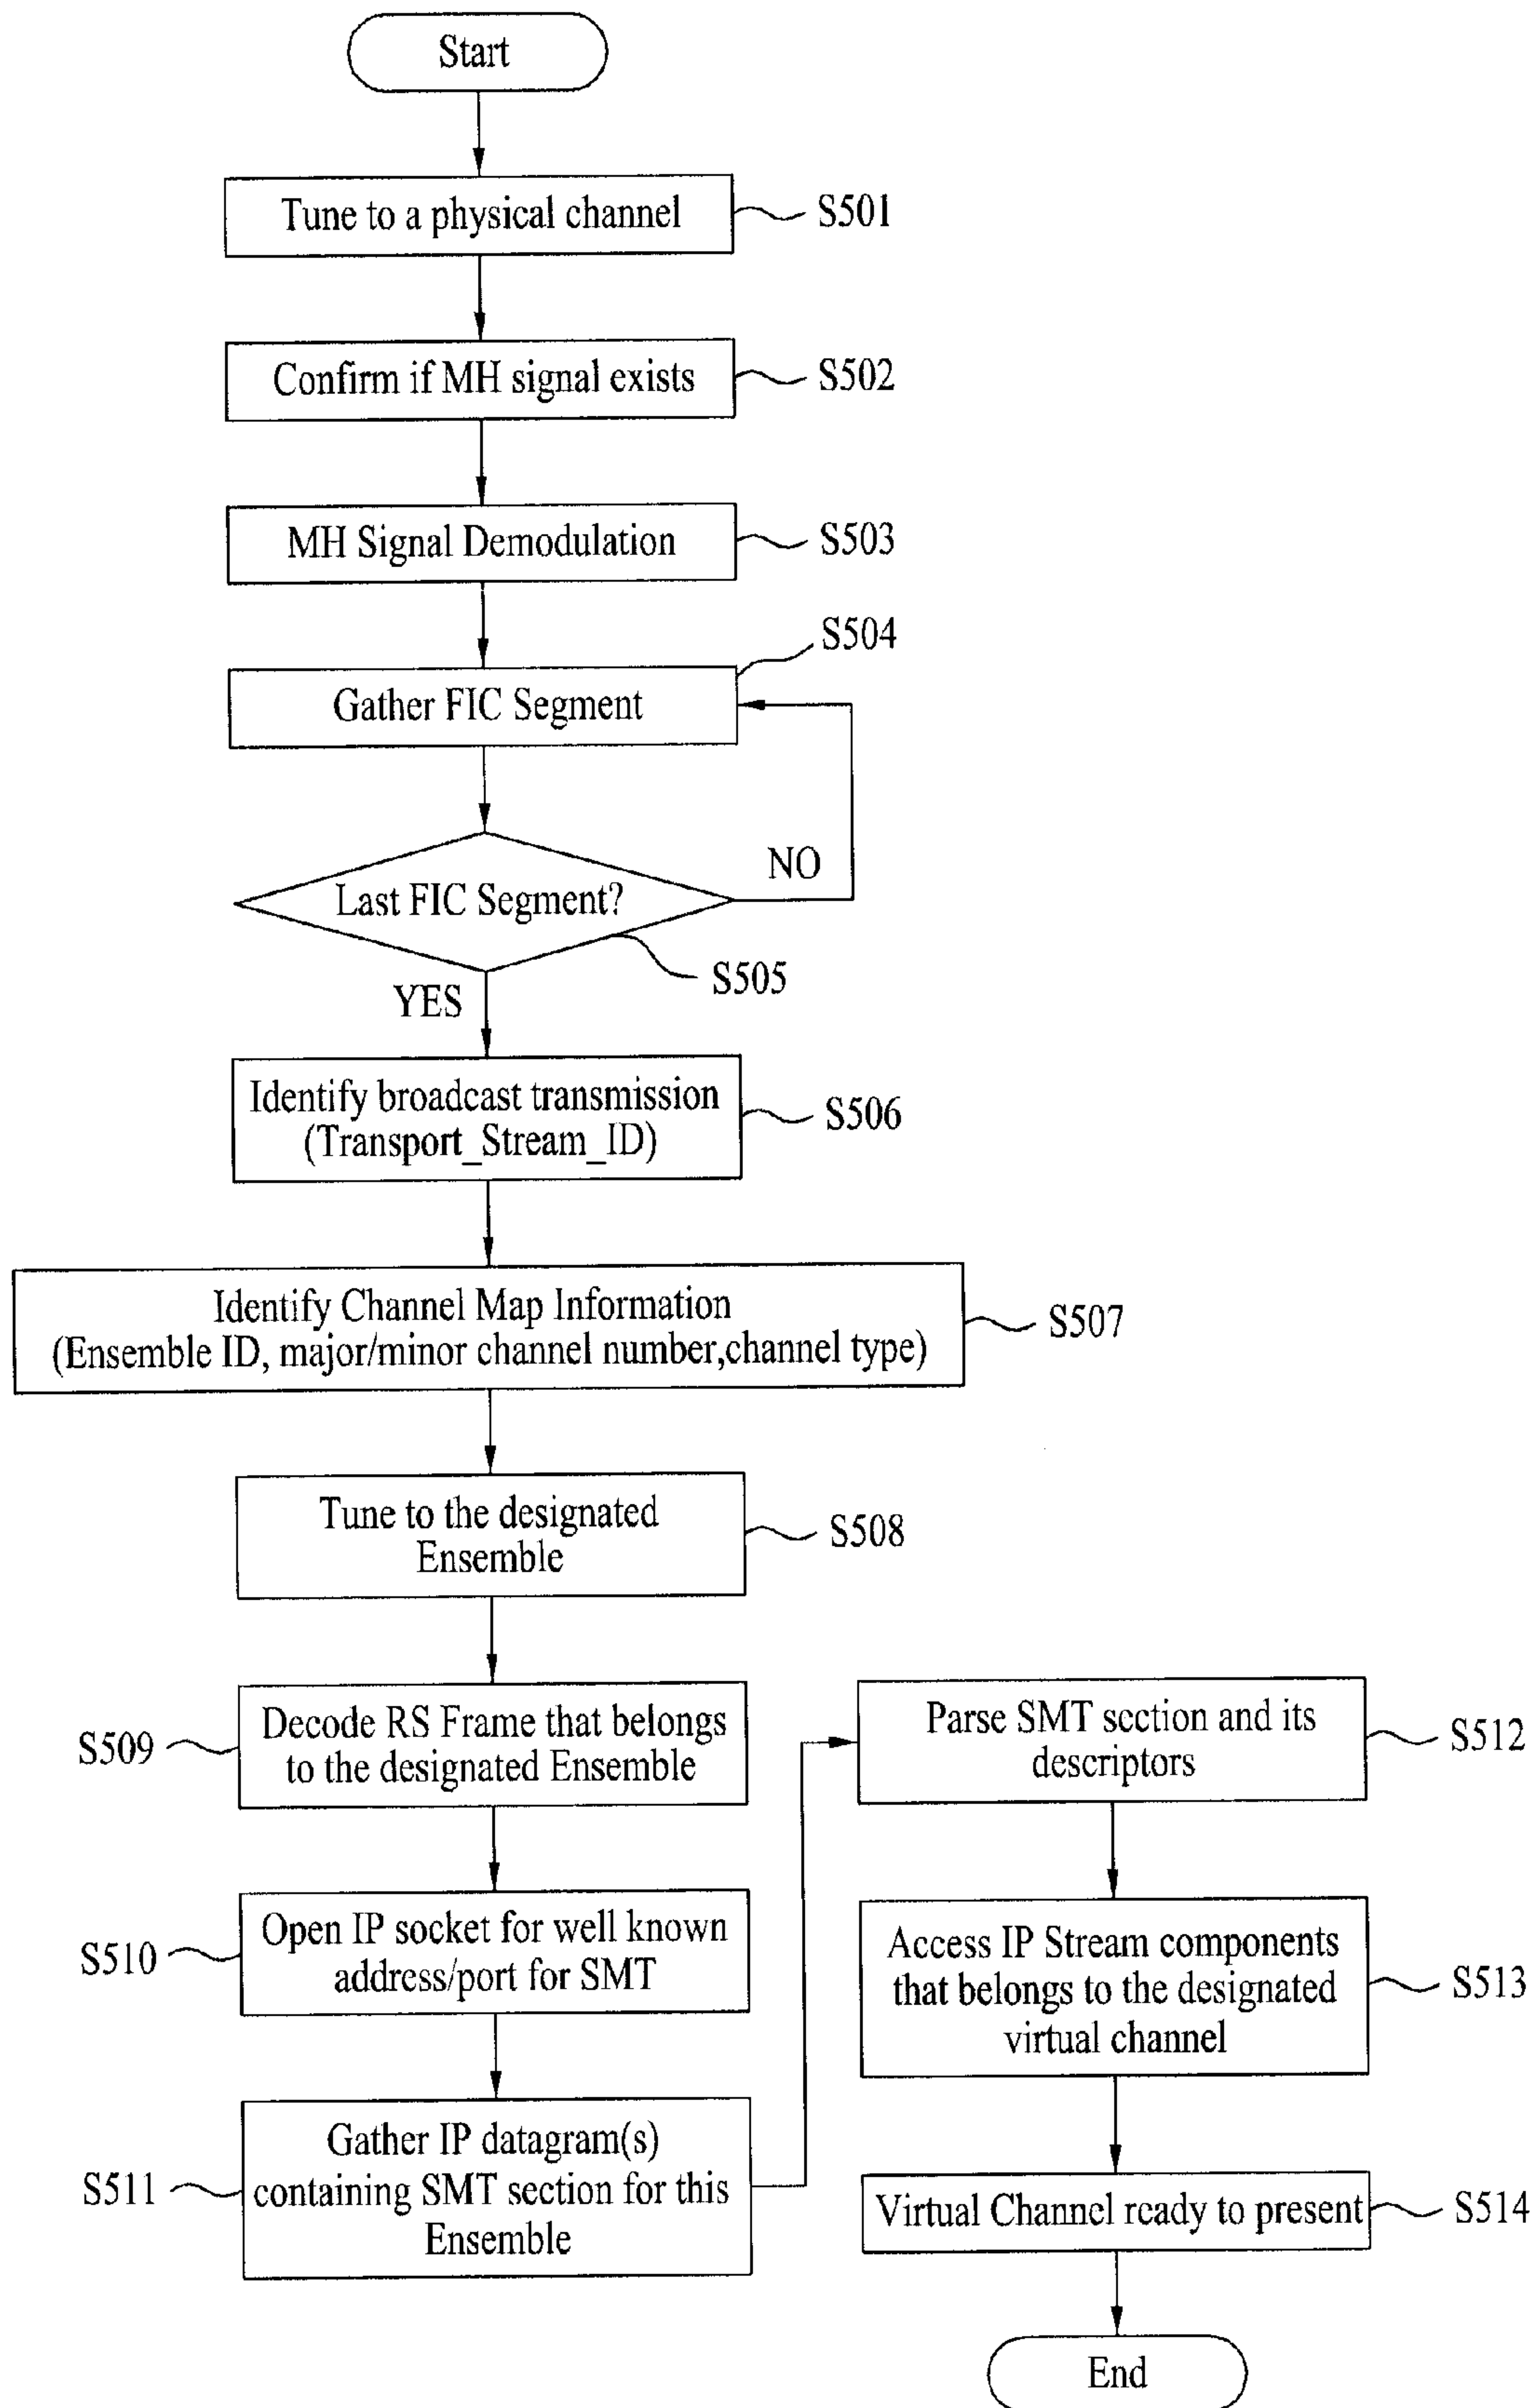 Start
Tune to a physical channel
S501
Confirm if MH signal exists
S502
MH Signal Demodulation
S503
S504
Gather FIC Segment
NO
Last FIC Segment?
S505
YES
Identify broadcast transmission
(Transport_Stream_ID)
S506
Identify Channel Map Information
(Ensemble ID, major/minor channel number,channel type)
S507
Tune to the designated
Ensemble
S508
S509
Decode RS Frame that belongs
to the designated Ensemble
S510
Open IP socket for well known
address/port for SMT
S511
Gather IP datagram(s)
containing SMT section for this
Ensemble
Parse SMT section and its
descriptors
S512
Access IP Stream components
that belongs to the designated
virtual channel
S513
Virtual Channel ready to present
S514
End